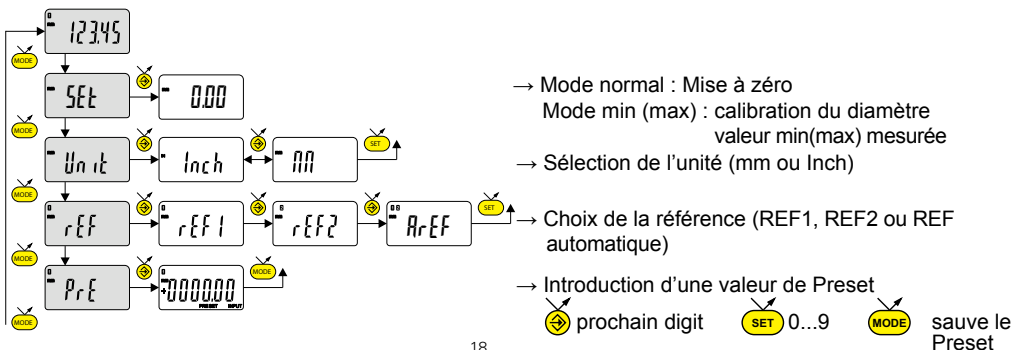 123.45
MODE
SEt
0.00
MODE
Unit
Inch
MM
SET
MODE
rEF
rEF1
rEF2
ArEF
SET
MODE
PrE
+0000.00
PRESET INPUT
MODE
MODE
→ Mode normal : Mise à zéro
Mode min (max) : calibration du diamètre
valeur min(max) mesurée
→ Sélection de l'unité (mm ou Inch)
→ Choix de la référence (REF1, REF2 ou REF
automatique)
→ Introduction d'une valeur de Preset
prochain digit SET 0...9 MODE sauve le
Preset
18